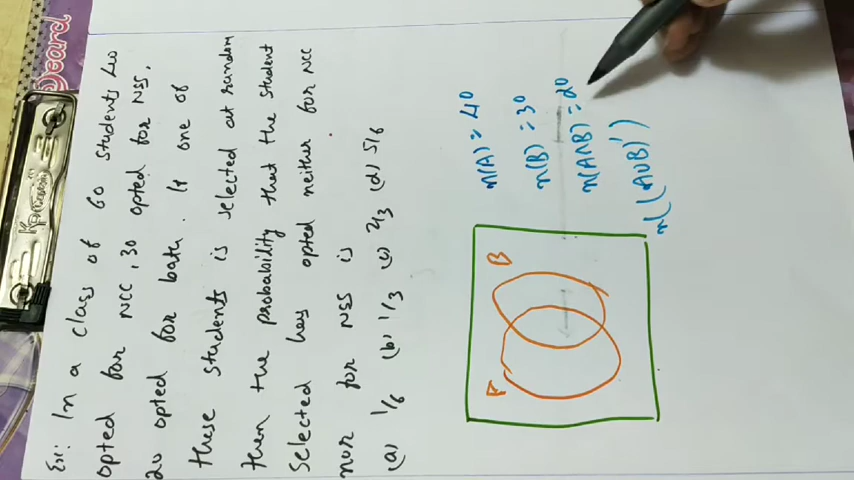 Ex: In a class of 60 students 40
opted for NCC, 30 opted for NSS,
20 opted for both. If one of
these students is selected at random
then the probability that the student
selected has opted neither for NCC
nor for NSS is
(a) 1/6 (b) 1/3 (c) 2/3 (d) 5/6
A B
n(A) = 40
n(B) = 30
n(A∩B) = 20
n((A∪B)')
Board
Kangaro